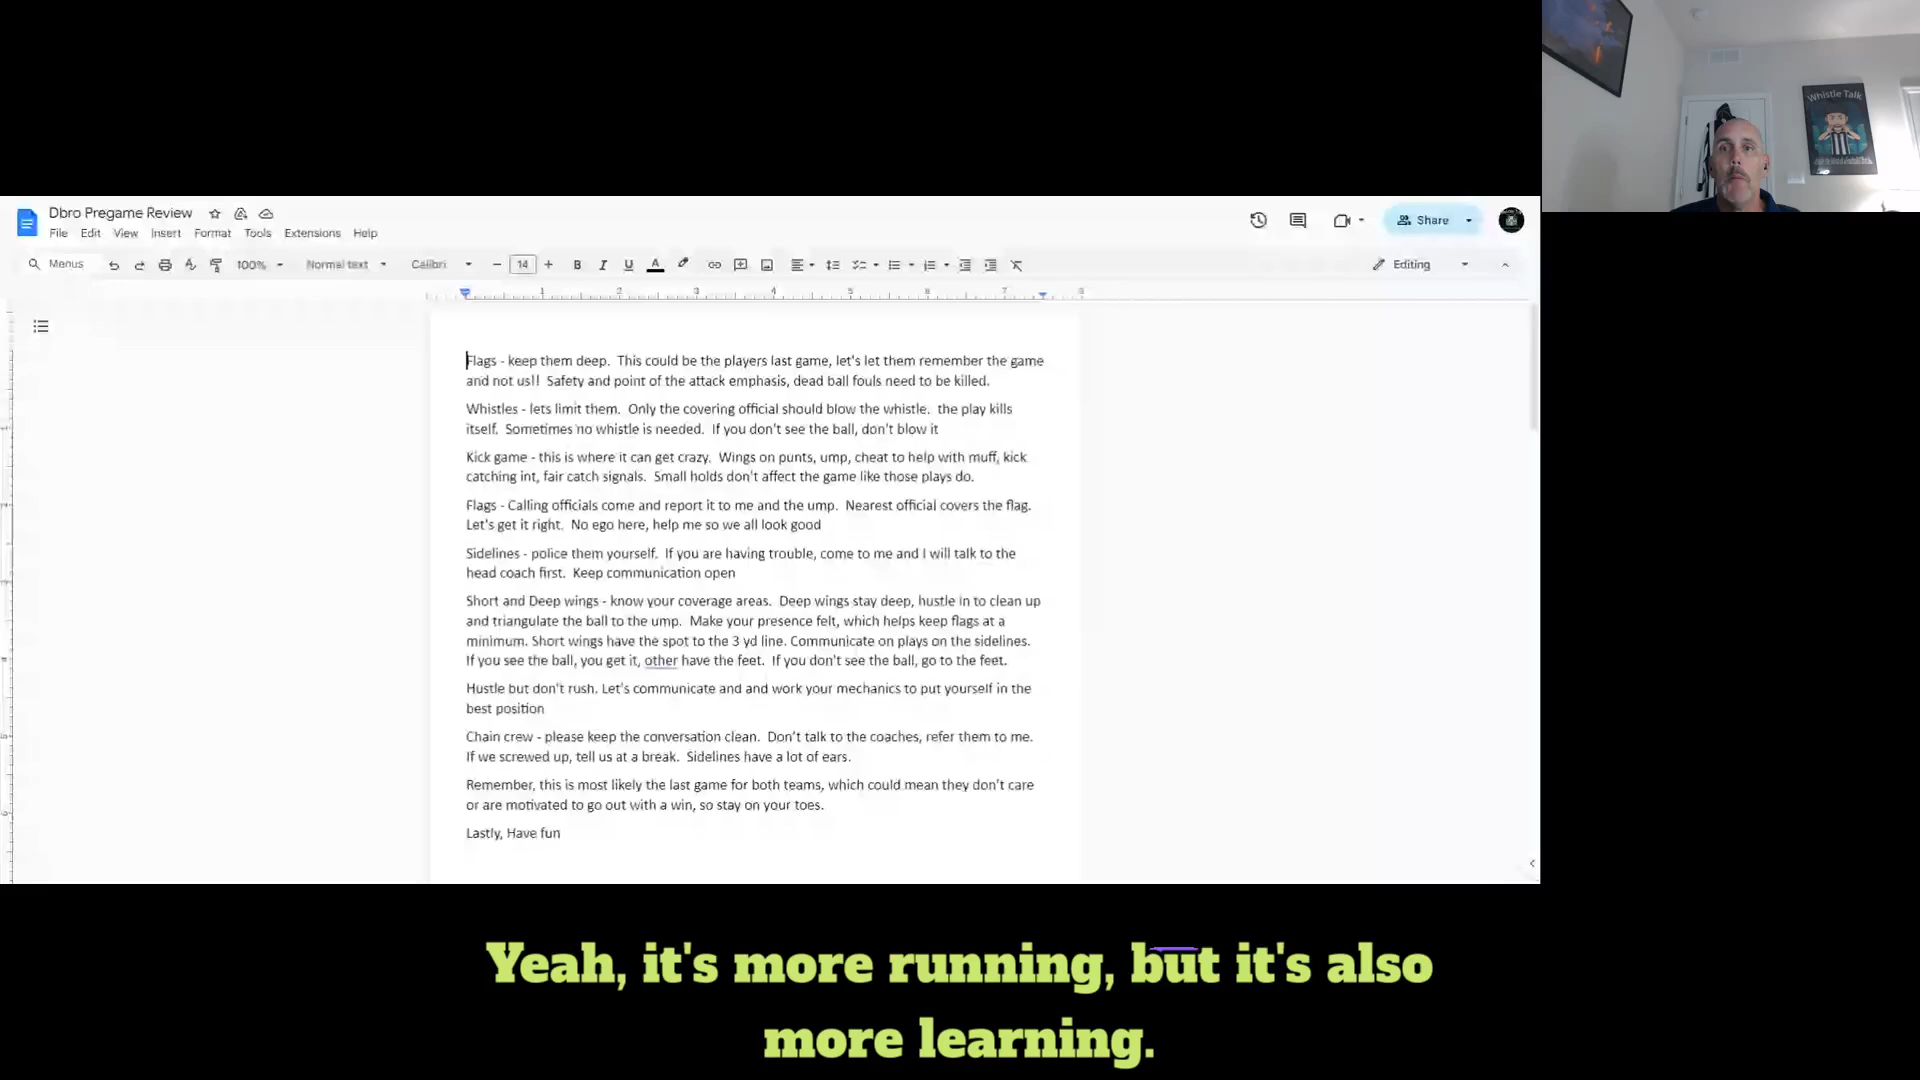 Whistle Talk
Dbro Pregame Review
File Edit View Insert Format Tools Extensions Help
Share
Menus 100% Normal text Calibri 14 Editing
1 2 3 4 5 6 7 8
Flags - keep them deep. This could be the players last game, let's let them remember the game
and not us!! Safety and point of the attack emphasis, dead ball fouls need to be killed.
Whistles - lets limit them. Only the covering official should blow the whistle. the play kills
itself. Sometimes no whistle is needed. If you don't see the ball, don't blow it
Kick game - this is where it can get crazy. Wings on punts, ump, cheat to help with muff, kick
catching int, fair catch signals. Small holds don't affect the game like those plays do.
Flags - Calling officials come and report it to me and the ump. Nearest official covers the flag.
Let's get it right. No ego here, help me so we all look good
Sidelines - police them yourself. If you are having trouble, come to me and I will talk to the
head coach first. Keep communication open
Short and Deep wings - know your coverage areas. Deep wings stay deep, hustle in to clean up
and triangulate the ball to the ump. Make your presence felt, which helps keep flags at a
minimum. Short wings have the spot to the 3 yd line. Communicate on plays on the sidelines.
If you see the ball, you get it, other have the feet. If you don't see the ball, go to the feet.
Hustle but don't rush. Let's communicate and and work your mechanics to put yourself in the
best position
Chain crew - please keep the conversation clean. Don't talk to the coaches, refer them to me.
If we screwed up, tell us at a break. Sidelines have a lot of ears.
Remember, this is most likely the last game for both teams, which could mean they don't care
or are motivated to go out with a win, so stay on your toes.
Lastly, Have fun
Yeah, it's more running, but it's also
more learning.